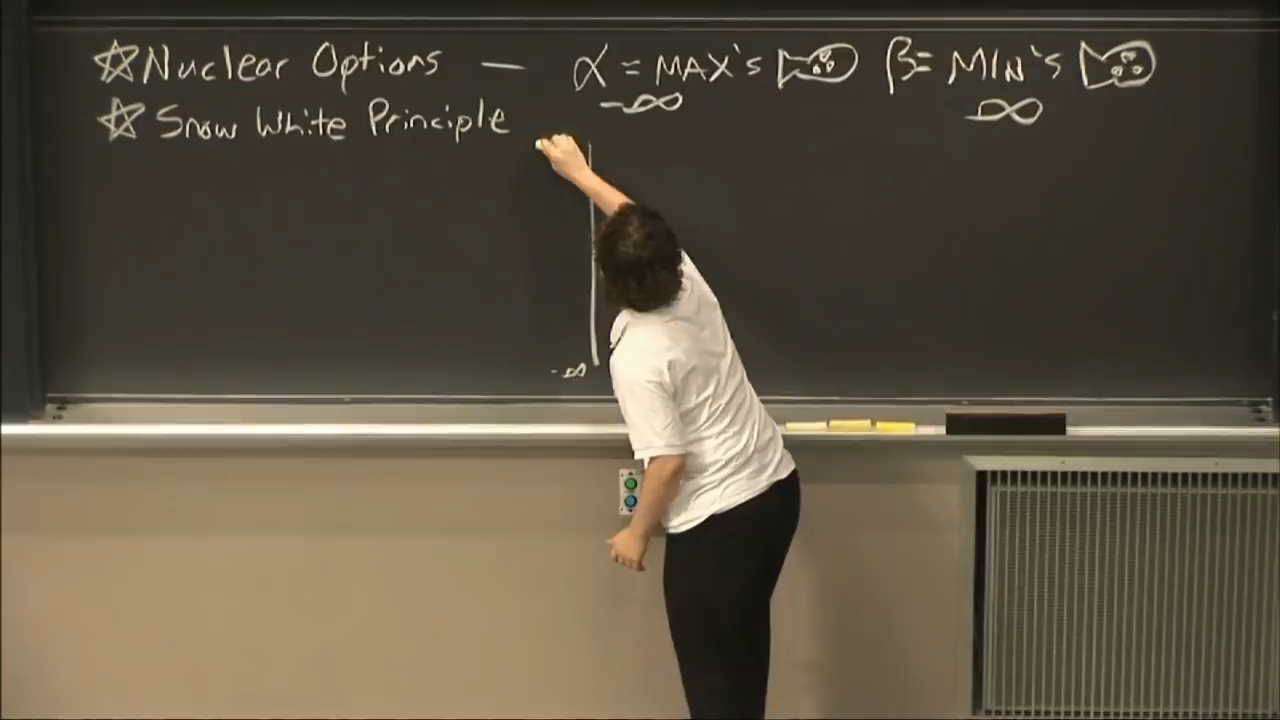 ☆ Nuclear Options — α = MAX's β = MIN's
-∞ ∞
☆ Snow White Principle
-∞